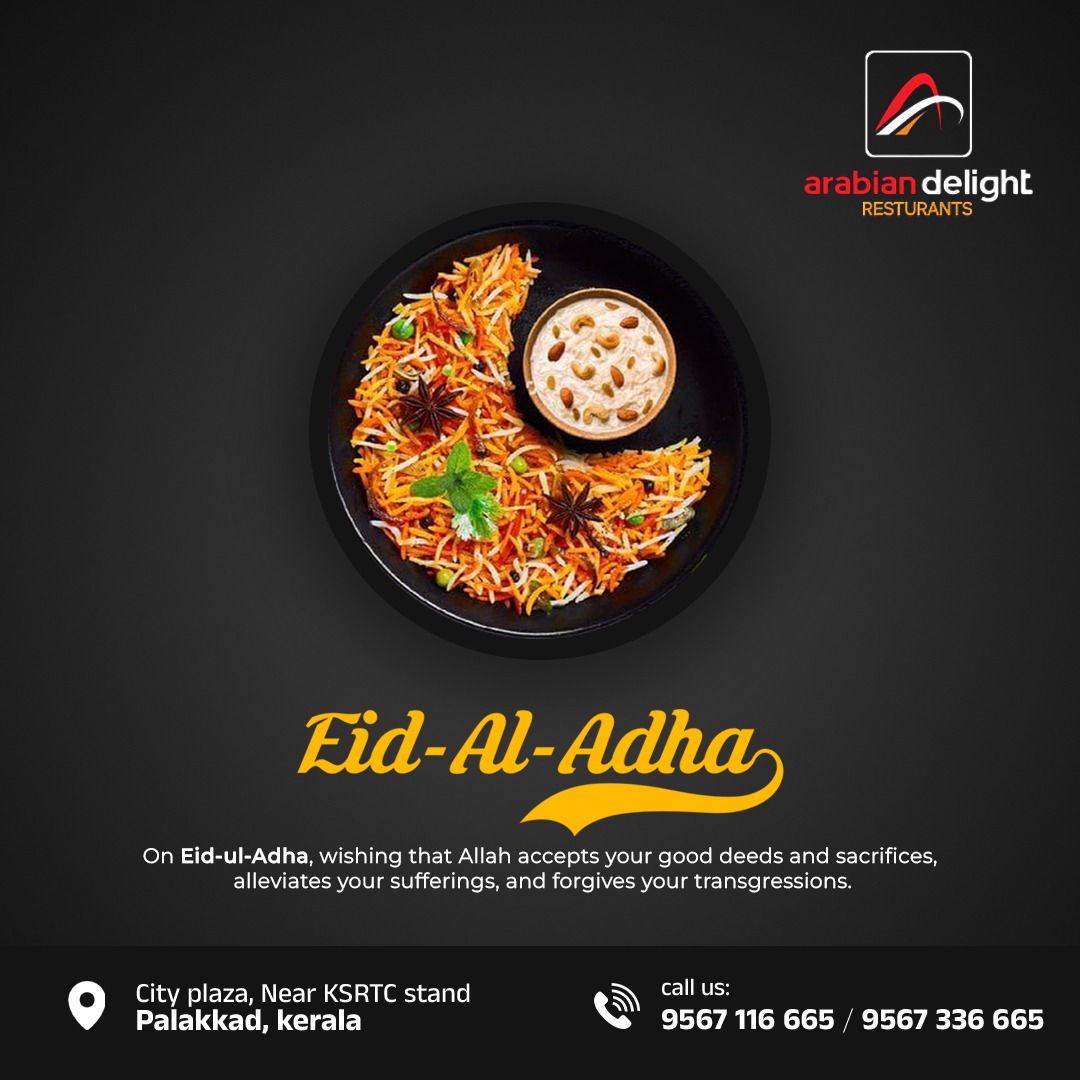 arabian delight
RESTURANTS
Eid-Al-Adha
On Eid-ul-Adha, wishing that Allah accepts your good deeds and sacrifices,
alleviates your sufferings, and forgives your transgressions.
City plaza, Near KSRTC stand
Palakkad, kerala
call us:
9567 116 665 / 9567 336 665